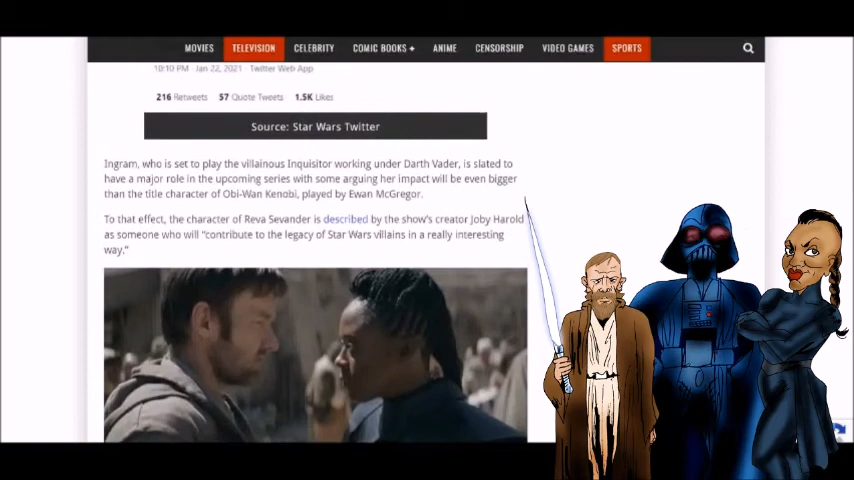 MOVIES TELEVISION CELEBRITY COMIC BOOKS + ANIME CENSORSHIP VIDEO GAMES SPORTS
10:10 PM · Jan 22, 2021 · Twitter Web App
216 Retweets 57 Quote Tweets 1.5K Likes
Source: Star Wars Twitter
Ingram, who is set to play the villainous Inquisitor working under Darth Vader, is slated to
have a major role in the upcoming series with some arguing her impact will be even bigger
than the title character of Obi-Wan Kenobi, played by Ewan McGregor.
To that effect, the character of Reva Sevander is described by the show's creator Joby Harold
as someone who will “contribute to the legacy of Star Wars villains in a really interesting
way.”